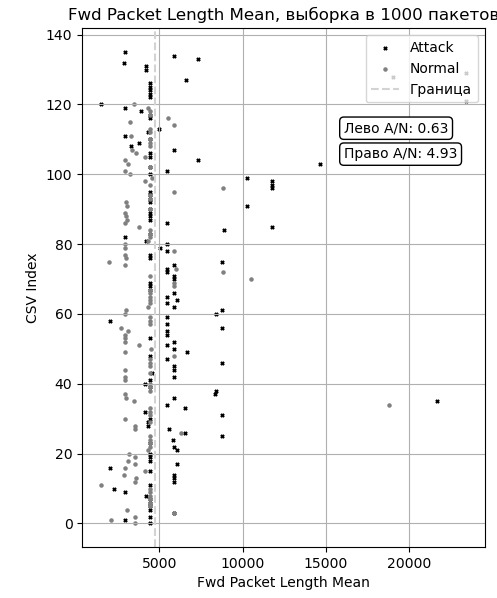 Fwd Packet Length Mean, выборка в 1000 пакетов
Attack
Normal
Граница
Лево A/N: 0.63
Право A/N: 4.93
CSV Index
140
120
100
80
60
40
20
0
5000
10000
15000
20000
Fwd Packet Length Mean